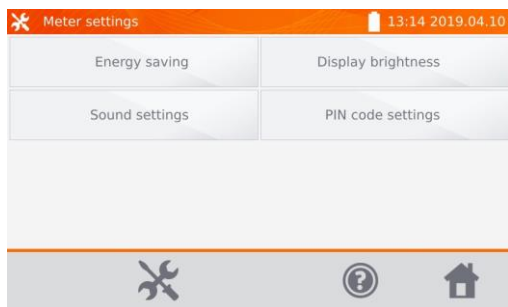 Meter settings 13:14 2019.04.10
Energy saving Display brightness
Sound settings PIN code settings
?